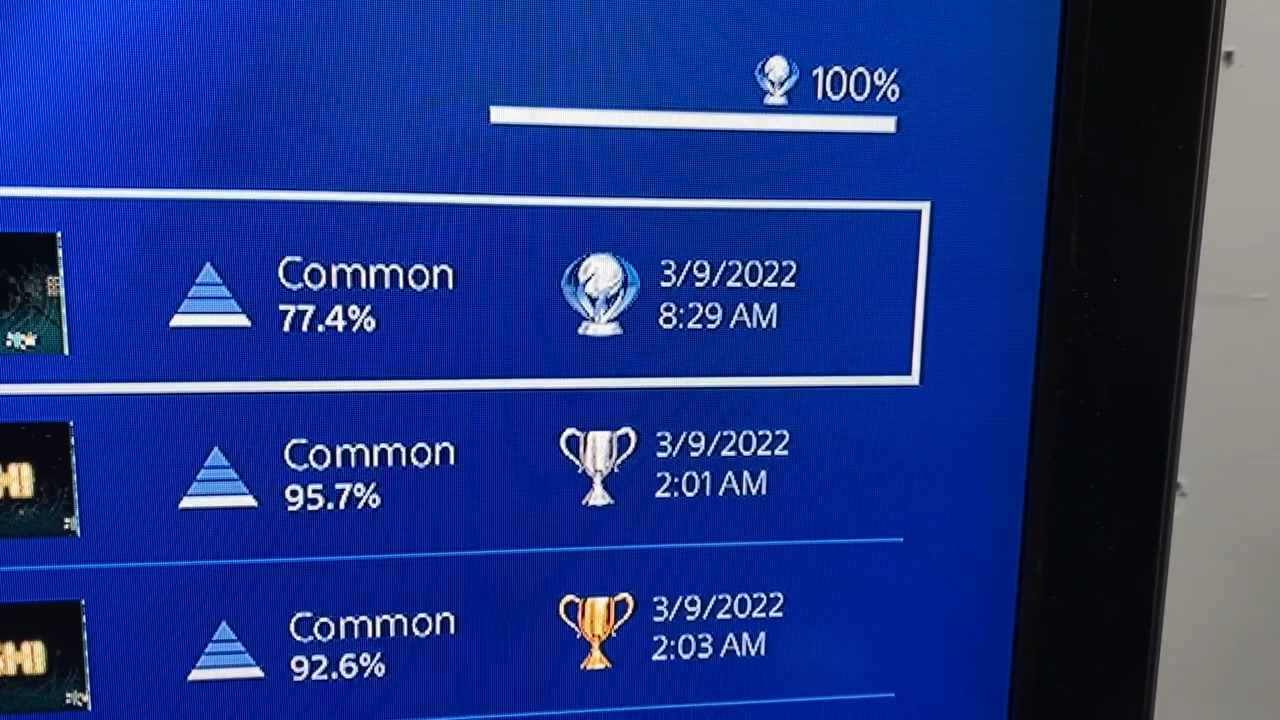 100%
Common
77.4%
3/9/2022
8:29 AM
Common
95.7%
3/9/2022
2:01 AM
Common
92.6%
3/9/2022
2:03 AM